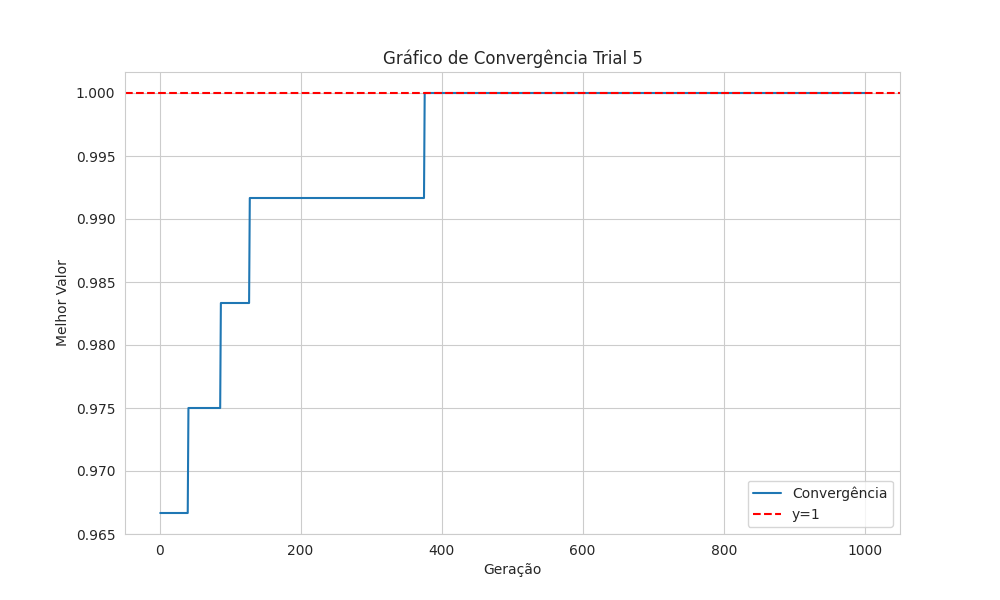 Gráfico de Convergência Trial 5
1.000
0.995
0.990
0.985
0.980
0.975
0.970
0.965
Melhor Valor
0 200 400 600 800 1000
Geração
Convergência
y=1